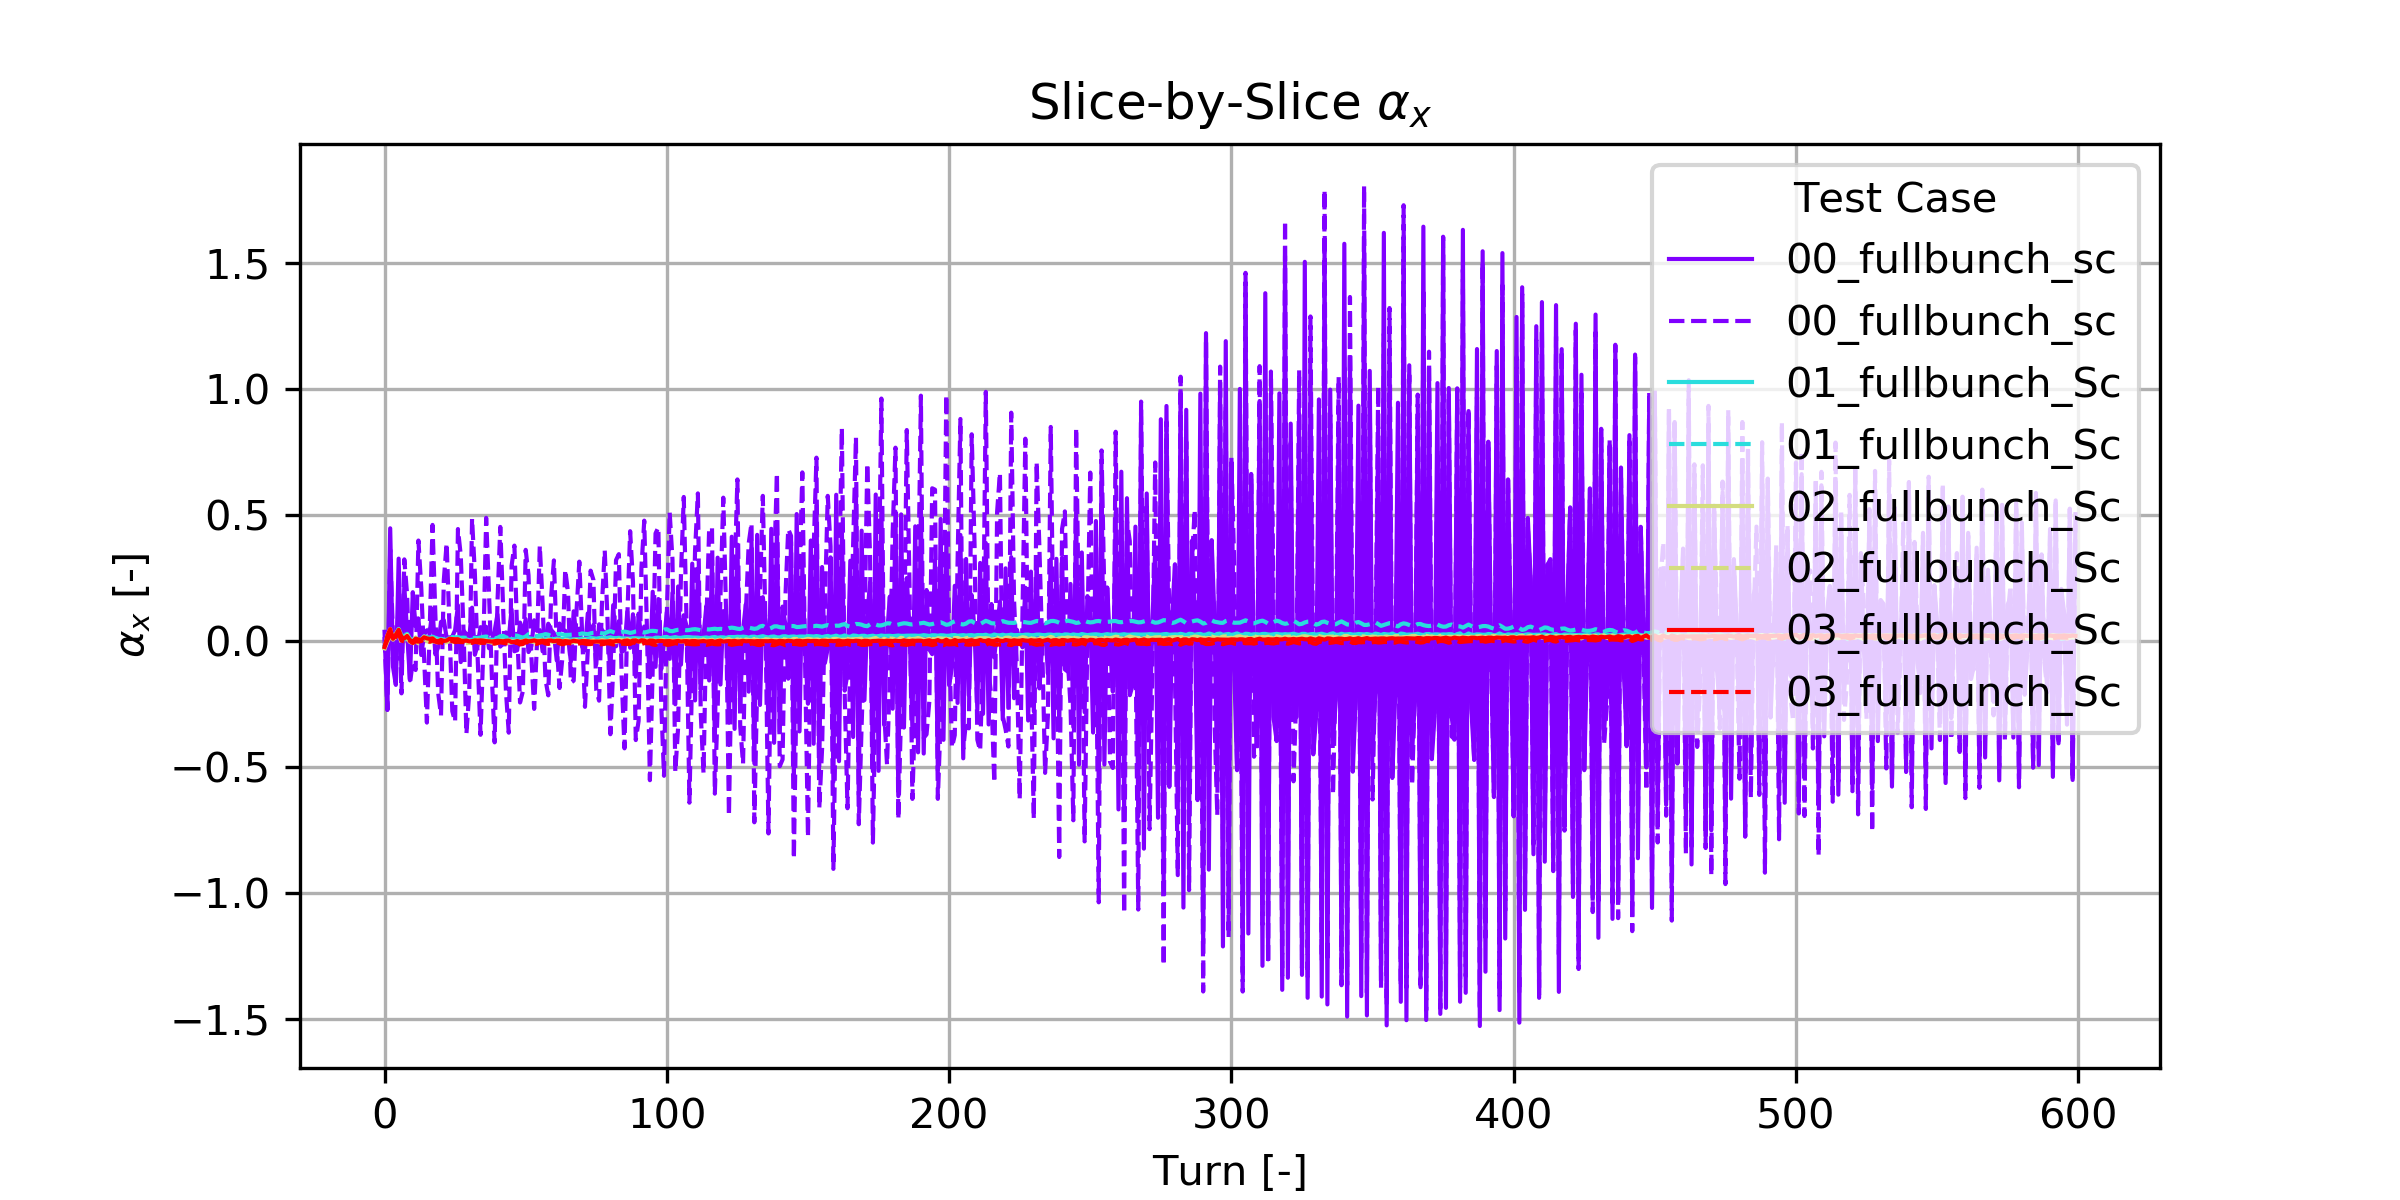 Slice-by-Slice αx
Test Case
00_fullbunch_sc
00_fullbunch_sc
01_fullbunch_Sc
01_fullbunch_Sc
02_fullbunch_Sc
02_fullbunch_Sc
03_fullbunch_Sc
03_fullbunch_Sc
αx [-]
1.5
1.0
0.5
0.0
−0.5
−1.0
−1.5
0 100 200 300 400 500 600
Turn [-]